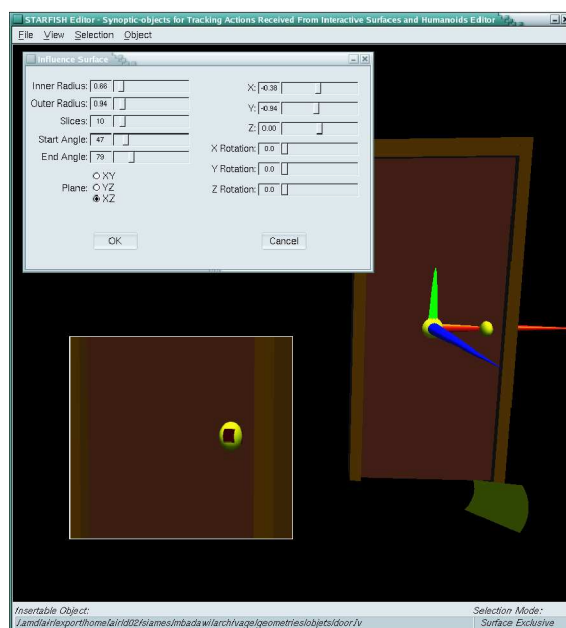 STARFISH Editor - Synoptic-objects for Tracking Actions Received From Interactive Surfaces and Humanoids Editor
File View Selection Object
Influence Surface
Inner Radius: 0.66
Outer Radius: 0.94
Slices: 10
Start Angle: 47
End Angle: 79
Plane:
XY
YZ
XZ
X: -0.38
Y: -0.94
Z: 0.00
X Rotation: 0.0
Y Rotation: 0.0
Z Rotation: 0.0
OK
Cancel
Insertable Object:
Selection Mode:
Surface Exclusive